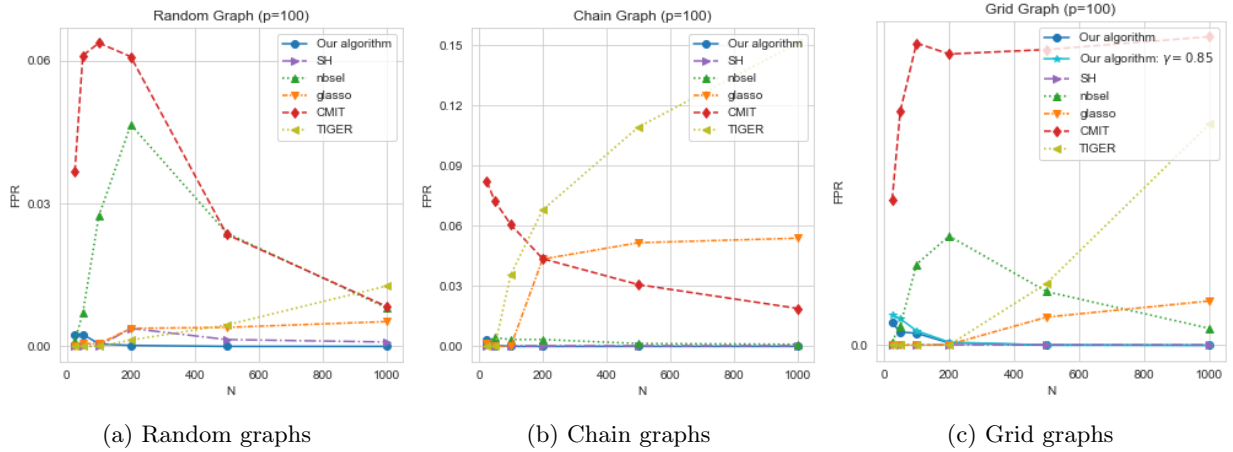 Random Graph (p=100)
FPR
0.06
0.03
0.00
0
200
400
600
800
1000
N
Our algorithm
SH
nbsel
glasso
CMIT
TIGER
(a) Random graphs
Chain Graph (p=100)
FPR
0.15
0.12
0.09
0.06
0.03
0.00
0
200
400
600
800
1000
N
Our algorithm
SH
nbsel
glasso
CMIT
TIGER
(b) Chain graphs
Grid Graph (p=100)
FPR
0.0
0
200
400
600
800
1000
N
Our algorithm
Our algorithm: γ = 0.85
SH
nbsel
glasso
CMIT
TIGER
(c) Grid graphs